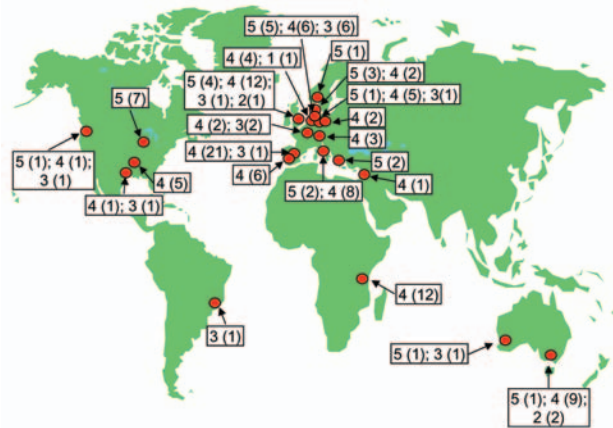 5 (5); 4(6); 3 (6)
5 (1)
4 (4); 1 (1)
5 (3); 4 (2)
5 (4); 4 (12);
3 (1); 2(1)
5 (1); 4 (5); 3(1)
5 (7)
4 (2)
4 (2); 3(2)
4 (3)
4 (21); 3 (1)
5 (2)
5 (1); 4 (1);
3 (1)
4 (6)
4 (5)
4 (1)
5 (2); 4 (8)
4 (1); 3 (1)
4 (12)
3 (1)
5 (1); 3 (1)
5 (1); 4 (9);
2 (2)